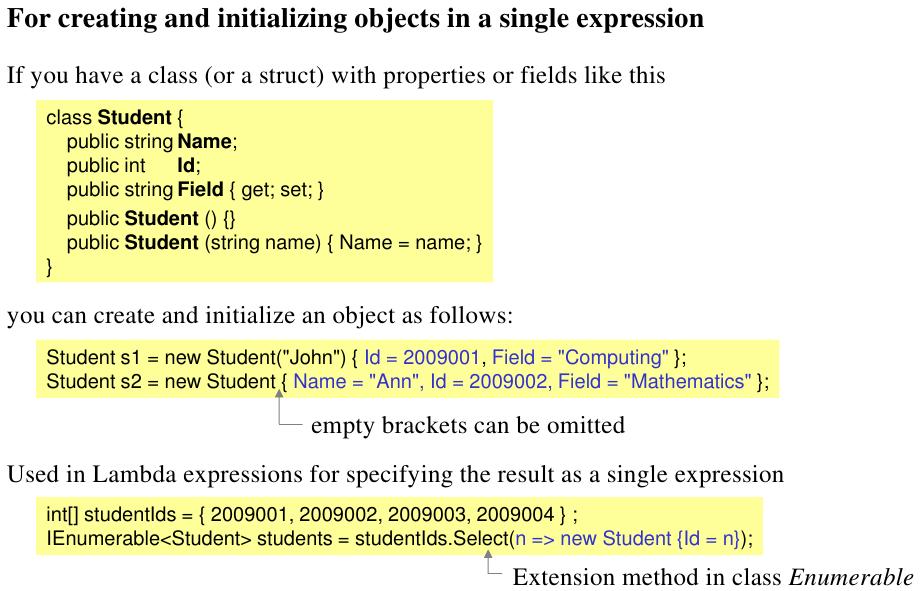 For creating and initializing objects in a single expression
If you have a class (or a struct) with properties or fields like this
class Student {
public string Name;
public int Id;
public string Field { get; set; }
public Student () {}
public Student (string name) { Name = name; }
}
you can create and initialize an object as follows:
Student s1 = new Student("John") { Id = 2009001, Field = "Computing" };
Student s2 = new Student { Name = "Ann", Id = 2009002, Field = "Mathematics" };
empty brackets can be omitted
Used in Lambda expressions for specifying the result as a single expression
int[] studentIds = { 2009001, 2009002, 2009003, 2009004 } ;
IEnumerable<Student> students = studentIds.Select(n => new Student {Id = n});
Extension method in class Enumerable